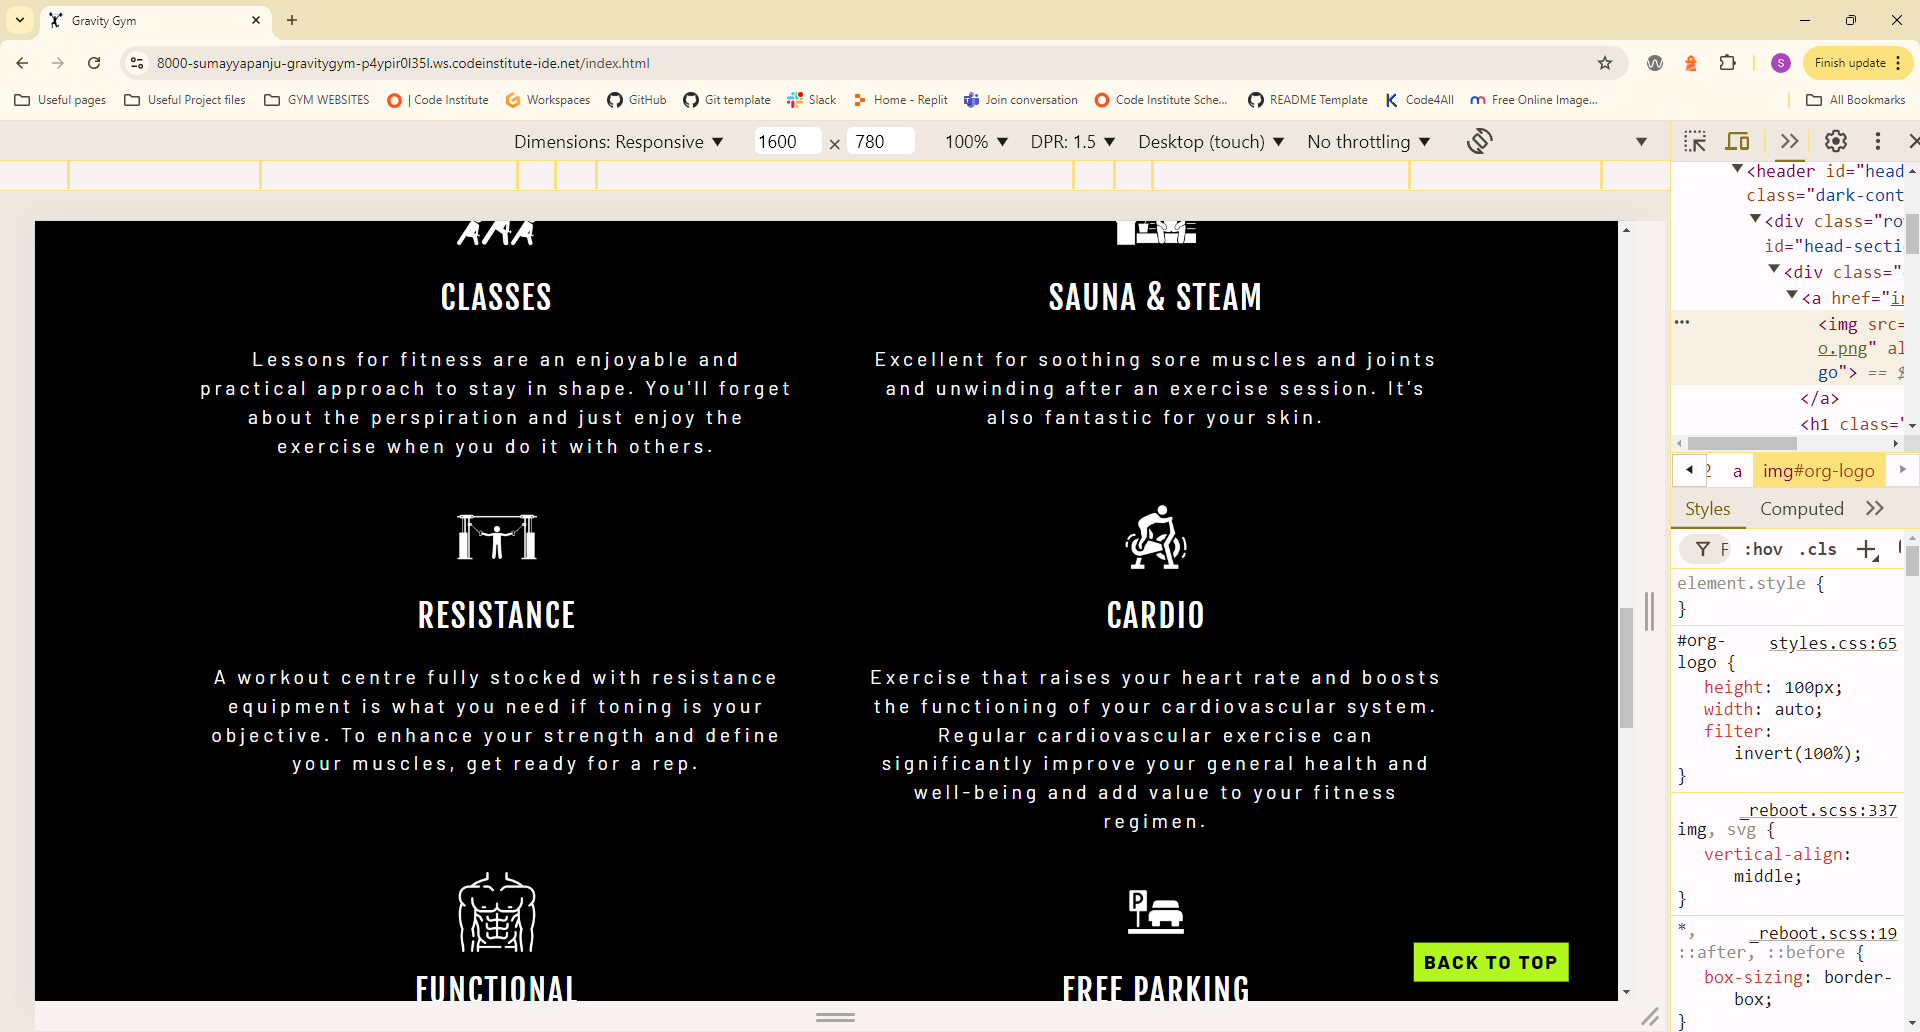 Gravity Gym
8000-sumayyapanju-gravitygym-p4ypir0l35l.ws.codeinstitute-ide.net/index.html
S
Finish update
Useful pages
Useful Project files
GYM WEBSITES
| Code Institute
Workspaces
GitHub
Git template
Slack
Home - Replit
Join conversation
Code Institute Sche...
README Template
Code4All
Free Online Image...
All Bookmarks
Dimensions: Responsive
1600 × 780
100%
DPR: 1.5
Desktop (touch)
No throttling
CLASSES
Lessons for fitness are an enjoyable and
practical approach to stay in shape. You'll forget
about the perspiration and just enjoy the
exercise when you do it with others.
SAUNA & STEAM
Excellent for soothing sore muscles and joints
and unwinding after an exercise session. It's
also fantastic for your skin.
RESISTANCE
A workout centre fully stocked with resistance
equipment is what you need if toning is your
objective. To enhance your strength and define
your muscles, get ready for a rep.
CARDIO
Exercise that raises your heart rate and boosts
the functioning of your cardiovascular system.
Regular cardiovascular exercise can
significantly improve your general health and
well-being and add value to your fitness
regimen.
FUNCTIONAL
P
FREE PARKING
BACK TO TOP
<header id="head
class="dark-cont
<div class="ro
id="head-secti
<div class="
<a href="in
<img src=
o.png" al
go"> == $
</a>
<h1 class="
2 a img#org-logo
Styles Computed
F :hov .cls
element.style {
}
#org-logo { styles.css:65
height: 100px;
width: auto;
filter:
invert(100%);
}
_reboot.scss:337
img, svg {
vertical-align:
middle;
}
*, _reboot.scss:19
::after, ::before {
box-sizing: border-
box;
}